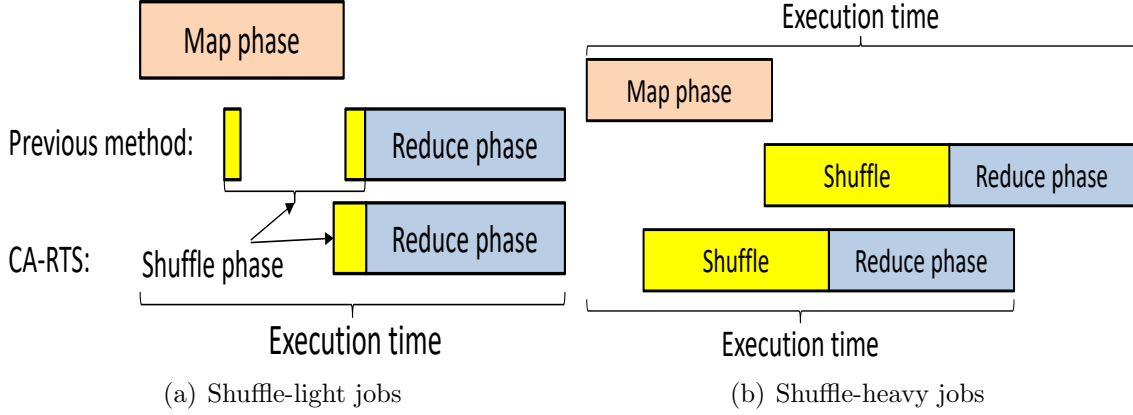 Map phase
Previous method:
Reduce phase
CA-RTS:
Reduce phase
Shuffle phase
Execution time
(a) Shuffle-light jobs
Execution time
Map phase
Shuffle
Reduce phase
Shuffle
Reduce phase
Execution time
(b) Shuffle-heavy jobs